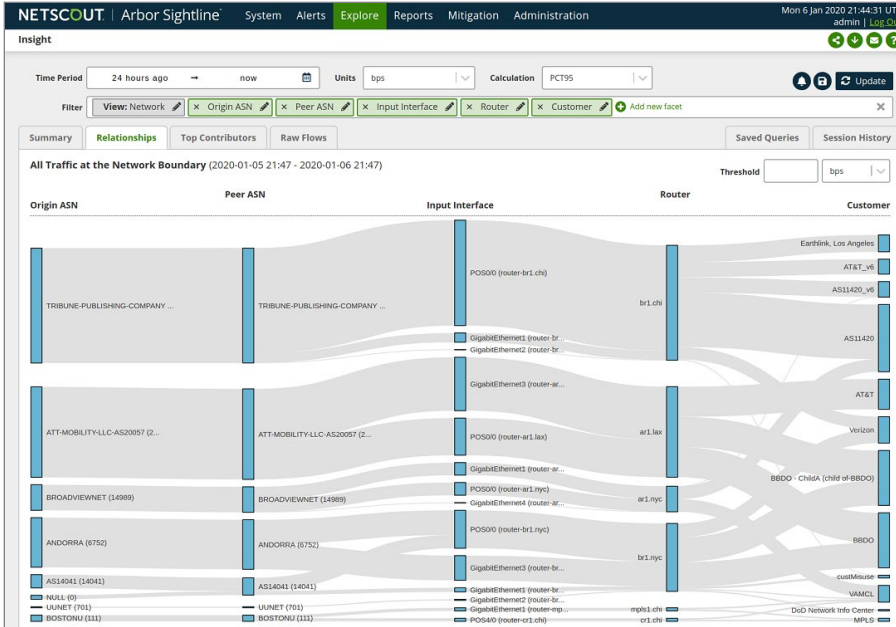 NETSCOUT | Arbor Sightline System Alerts Explore Reports Mitigation Administration
Mon 6 Jan 2020 21:44:31 UT
admin | Log Ou
Insight
Time Period 24 hours ago → now Units bps Calculation PCT95 Update
Filter View: Network × Origin ASN × Peer ASN × Input Interface × Router × Customer Add new facet ×
Summary Relationships Top Contributors Raw Flows Saved Queries Session History
All Traffic at the Network Boundary (2020-01-05 21:47 - 2020-01-06 21:47)
Threshold bps
Origin ASN Peer ASN Input Interface Router Customer
TRIBUNE-PUBLISHING-COMPANY ...
ATT-MOBILITY-LLC-AS20057 (2...
BROADVIEWNET (14989)
ANDORRA (6752)
AS14041 (14041)
NULL (0)
UUNET (701)
BOSTONU (111)
TRIBUNE-PUBLISHING-COMPANY ...
ATT-MOBILITY-LLC-AS20057 (2...
BROADVIEWNET (14989)
ANDORRA (6752)
AS14041 (14041)
UUNET (701)
BOSTONU (111)
POS0/0 (router-br1.chi)
GigabitEthernet1 (router-br...
GigabitEthernet2 (router-br...
GigabitEthernet3 (router-ar...
POS0/0 (router-ar1.lax)
GigabitEthernet1 (router-ar...
POS0/0 (router-ar1.nyc)
GigabitEthernet4 (router-ar...
POS0/0 (router-br1.nyc)
GigabitEthernet3 (router-br...
GigabitEthernet1 (router-br...
GigabitEthernet2 (router-br...
GigabitEthernet1 (router-mp...
POS4/0 (router-cr1.chi)
br1.chi
ar1.lax
ar1.nyc
br1.nyc
mpls1.chi
cr1.chi
Earthlink, Los Angeles
AT&T_v6
AS11420_v6
AS11420
AT&T
Verizon
BBDO - ChildA (child of-BBDO)
BBDO
custMisuse
VAMCL
DoD Network Info Center
MPLS